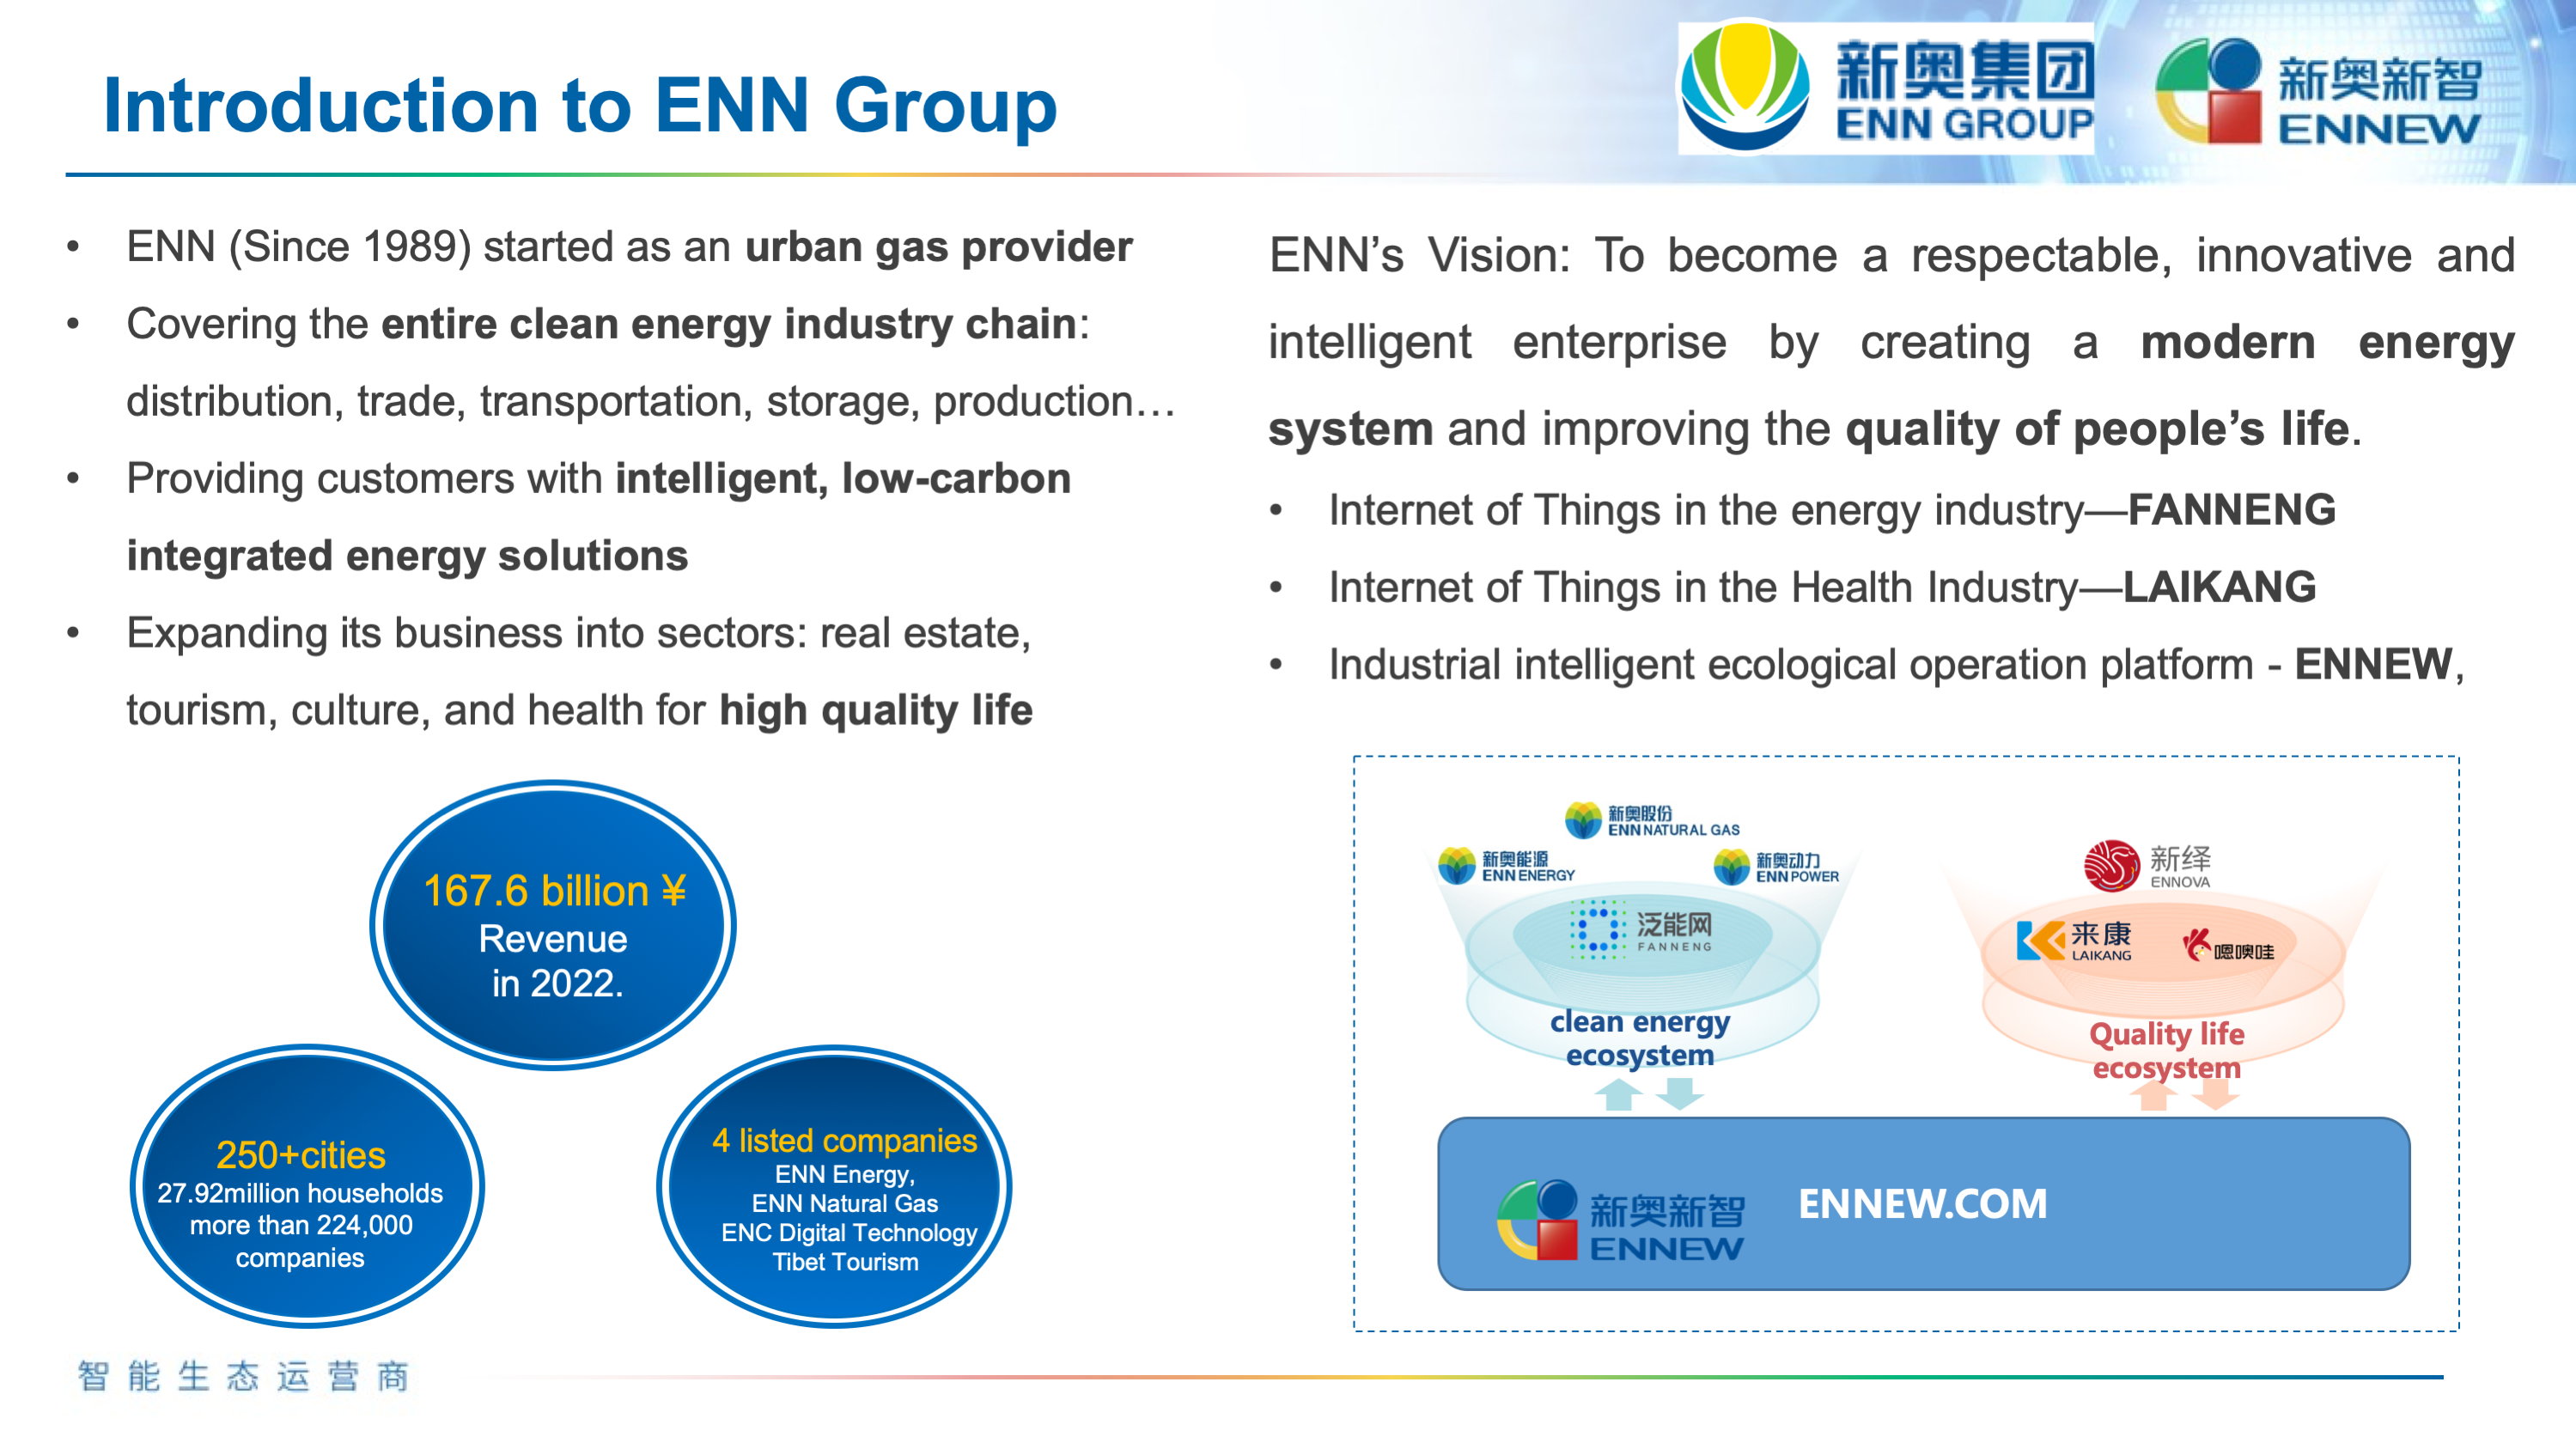 Introduction to ENN Group
新奥集团
ENN GROUP
新奥新智
ENNEW
• ENN (Since 1989) started as an urban gas provider
• Covering the entire clean energy industry chain:
distribution, trade, transportation, storage, production…
• Providing customers with intelligent, low-carbon
integrated energy solutions
• Expanding its business into sectors: real estate,
tourism, culture, and health for high quality life
167.6 billion ¥
Revenue
in 2022.
250+cities
27.92million households
more than 224,000
companies
4 listed companies
ENN Energy,
ENN Natural Gas
ENC Digital Technology
Tibet Tourism
ENN’s Vision: To become a respectable, innovative and
intelligent enterprise by creating a modern energy
system and improving the quality of people’s life.
• Internet of Things in the energy industry—FANNENG
• Internet of Things in the Health Industry—LAIKANG
• Industrial intelligent ecological operation platform - ENNEW,
新奥股份
ENN NATURAL GAS
新奥能源
ENN ENERGY
新奥动力
ENN POWER
泛能网
FANNENG
clean energy
ecosystem
新绎
ENNOVA
来康
LAIKANG
嗯噢哇
Quality life
ecosystem
新奥新智
ENNEW
ENNEW.COM
智能生态运营商